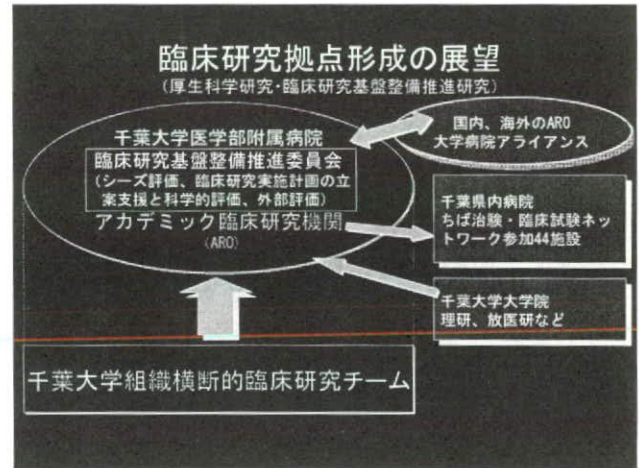 臨床研究拠点形成の展望
(厚生科学研究・臨床研究基盤整備推進研究)
千葉大学医学部附属病院
臨床研究基盤整備推進委員会
(シーズ評価、臨床研究実施計画の立
案支援と科学的評価、外部評価)
アカデミック臨床研究機関
(ARO)
国内、海外のARO
大学病院アライアンス
千葉県内病院
ちば治験・臨床試験ネッ
トワーク参加44施設
千葉大学大学院
理研、放医研など
千葉大学組織横断的臨床研究チーム